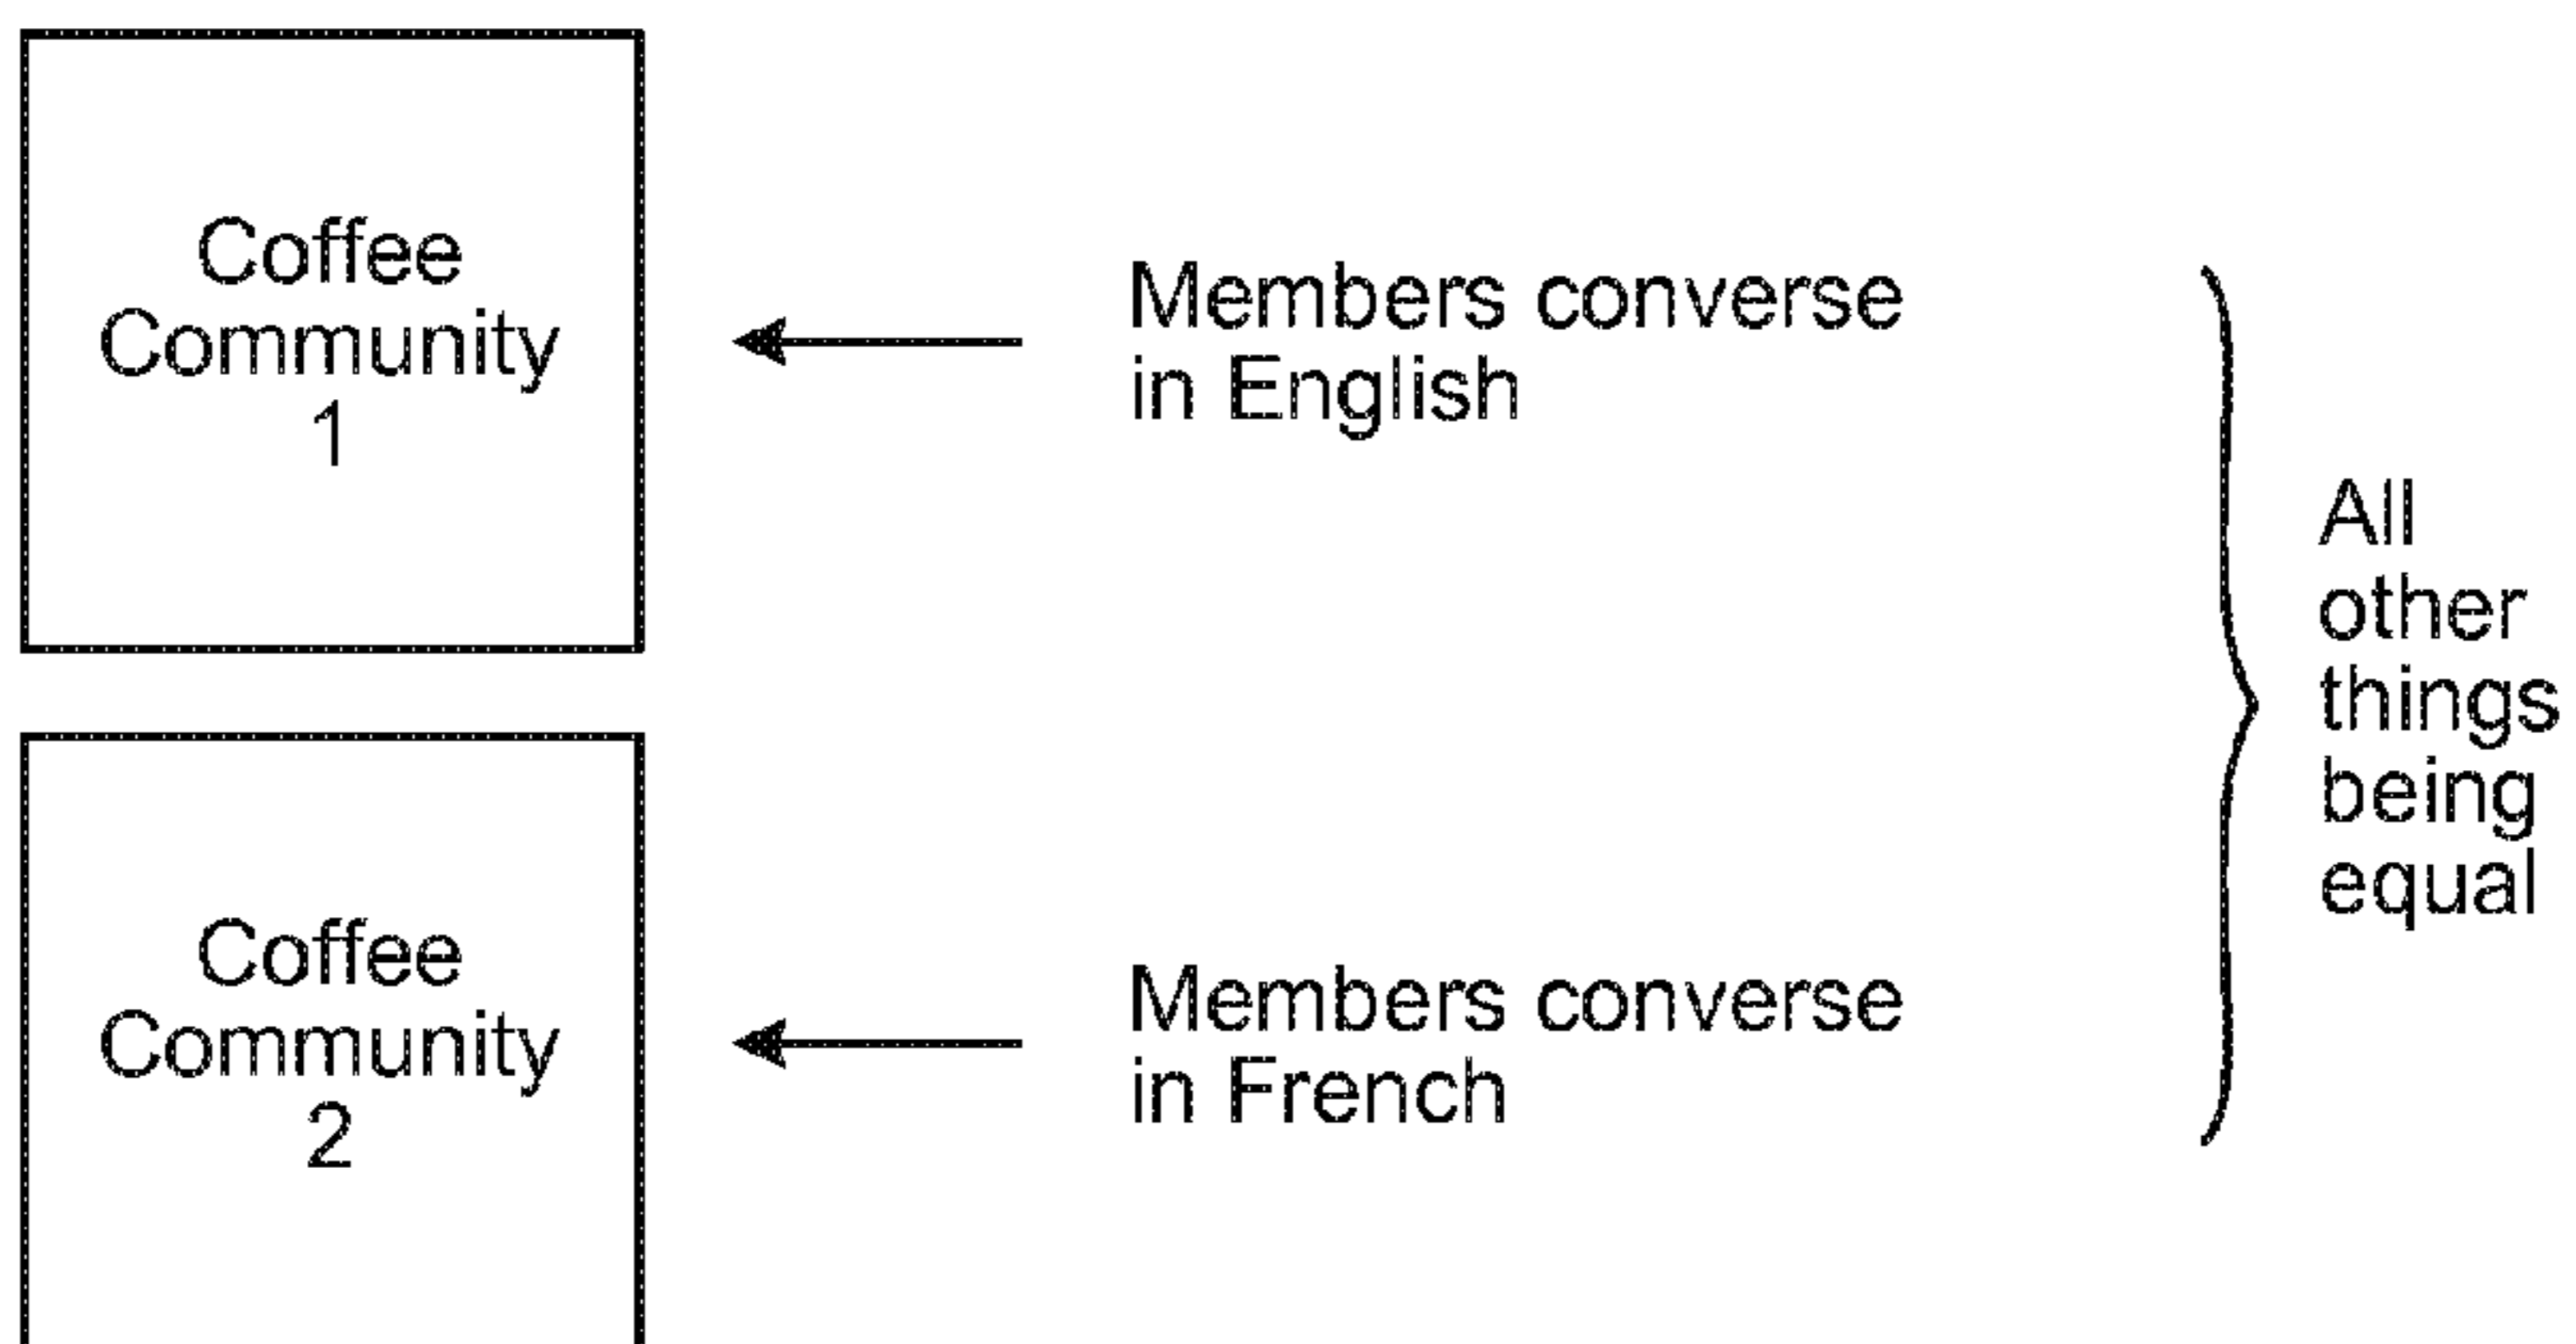 Coffee
Community
1
Members converse
in English
All
other
things
being
equal
Coffee
Community
2
Members converse
in French